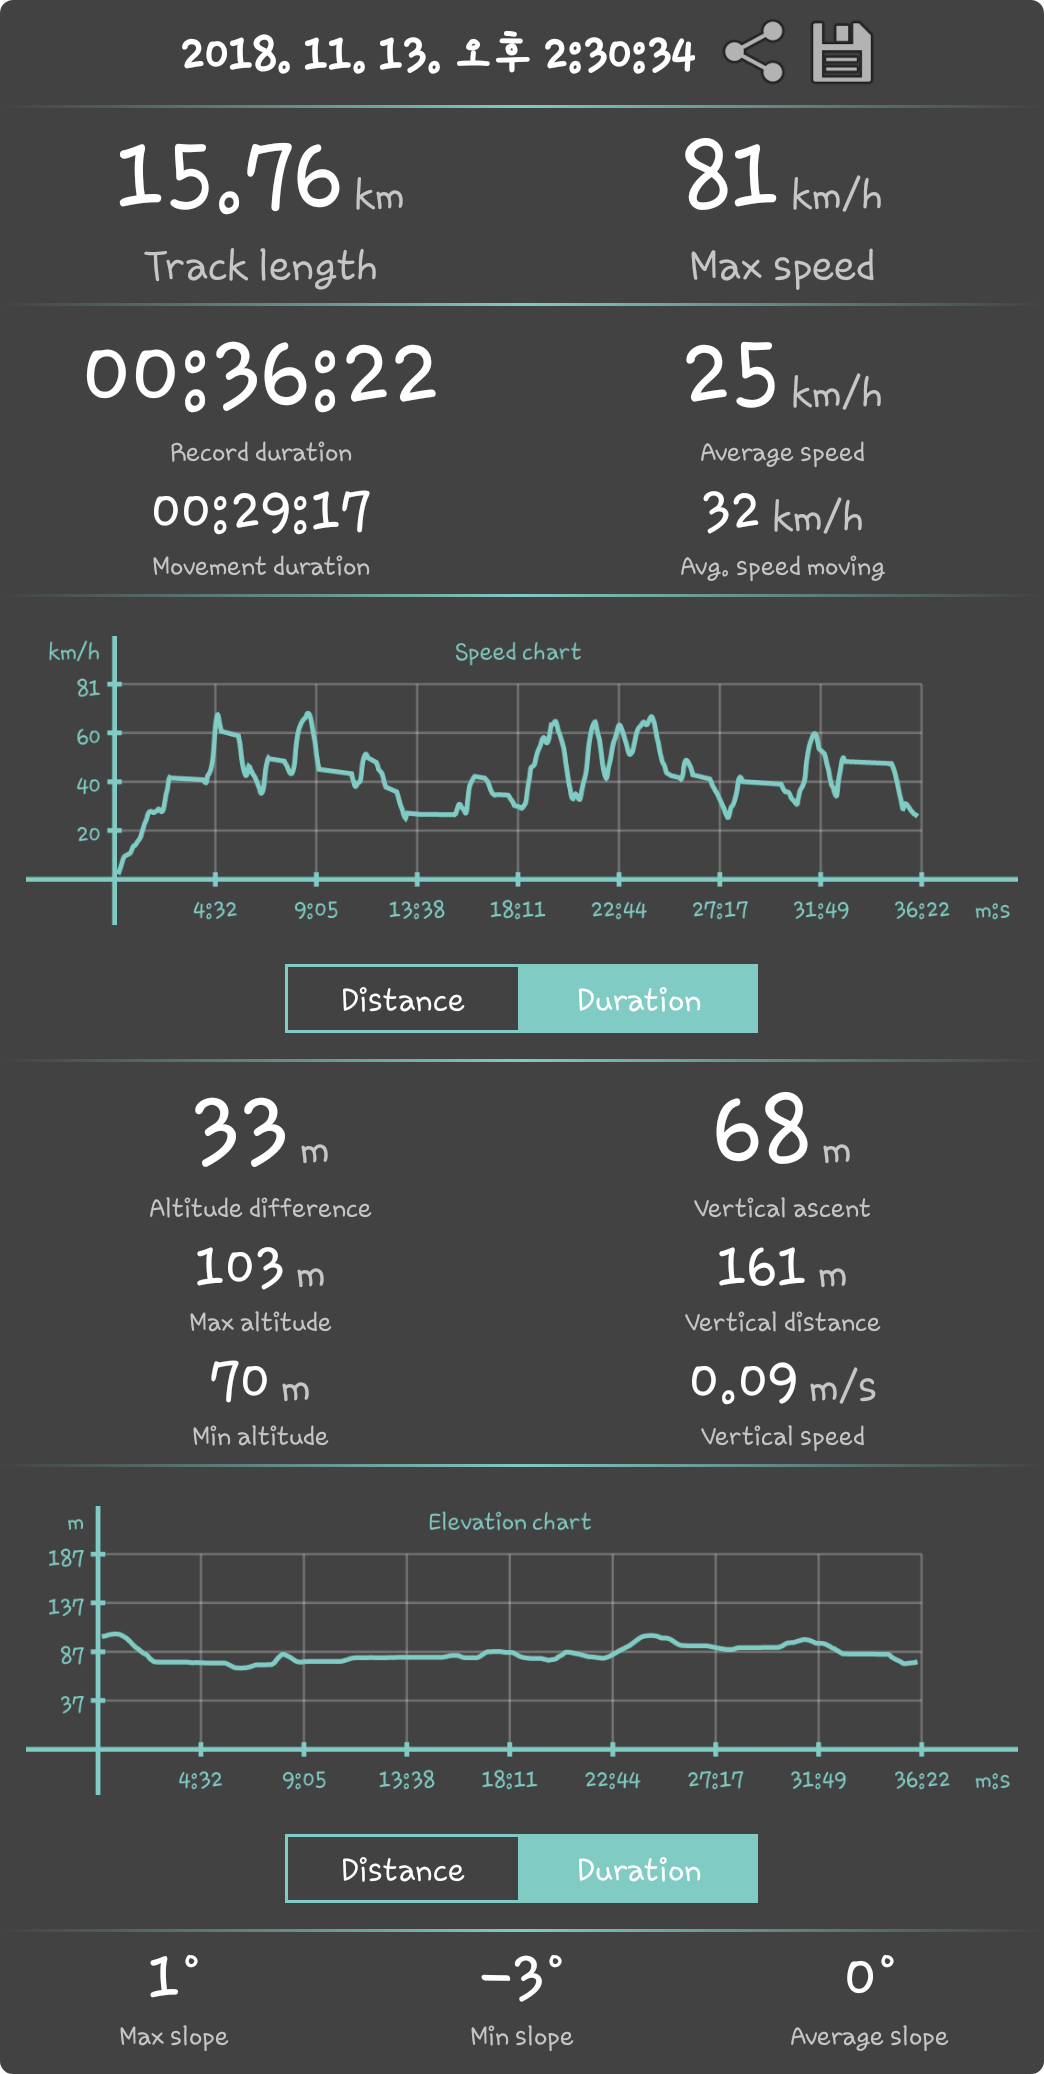 2018. 11. 13. 오후 2:30:34
15.76 km
81 km/h
Track length
Max speed
00:36:22
25 km/h
Record duration
Average speed
00:29:17
32 km/h
Movement duration
Avg. speed moving
km/h
Speed chart
81
60
40
20
4:32 9:05 13:38 18:11 22:44 27:17 31:49 36:22 m:s
Distance
Duration
33 m
68 m
Altitude difference
Vertical ascent
103 m
161 m
Max altitude
Vertical distance
70 m
0.09 m/s
Min altitude
Vertical speed
m
Elevation chart
187
137
87
37
4:32 9:05 13:38 18:11 22:44 27:17 31:49 36:22 m:s
Distance
Duration
1°
-3°
0°
Max slope
Min slope
Average slope